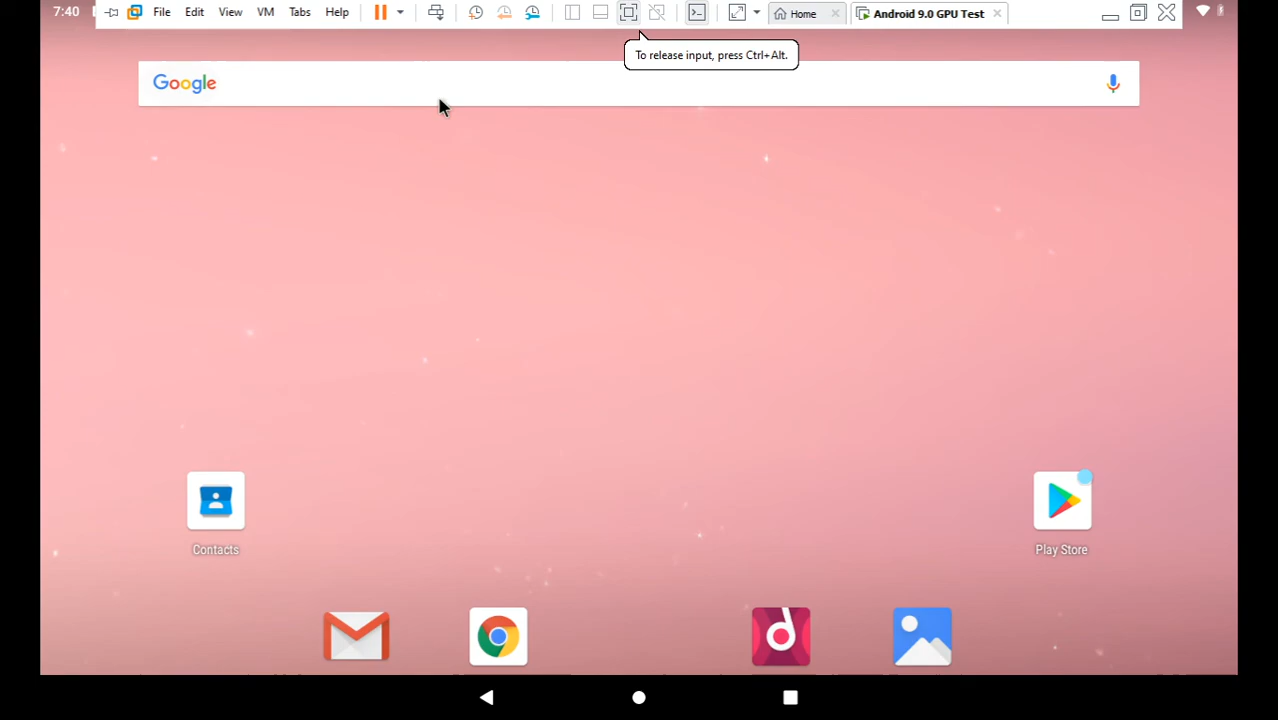 7:40 File Edit View VM Tabs Help Home Android 9.0 GPU Test
To release input, press Ctrl+Alt.
Google
Contacts Play Store